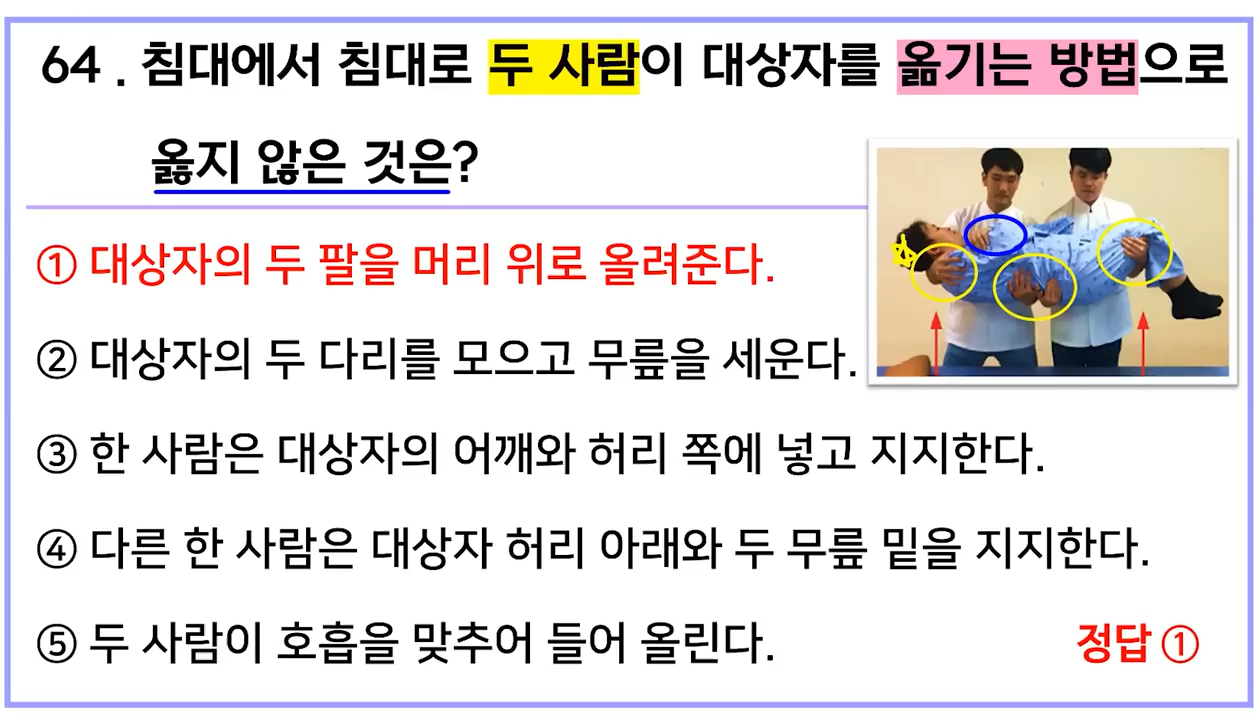 64 . 침대에서 침대로 두 사람이 대상자를 옮기는 방법으로
옳지 않은 것은?
① 대상자의 두 팔을 머리 위로 올려준다.
② 대상자의 두 다리를 모으고 무릎을 세운다.
③ 한 사람은 대상자의 어깨와 허리 쪽에 넣고 지지한다.
④ 다른 한 사람은 대상자 허리 아래와 두 무릎 밑을 지지한다.
⑤ 두 사람이 호흡을 맞추어 들어 올린다.
정답 ①